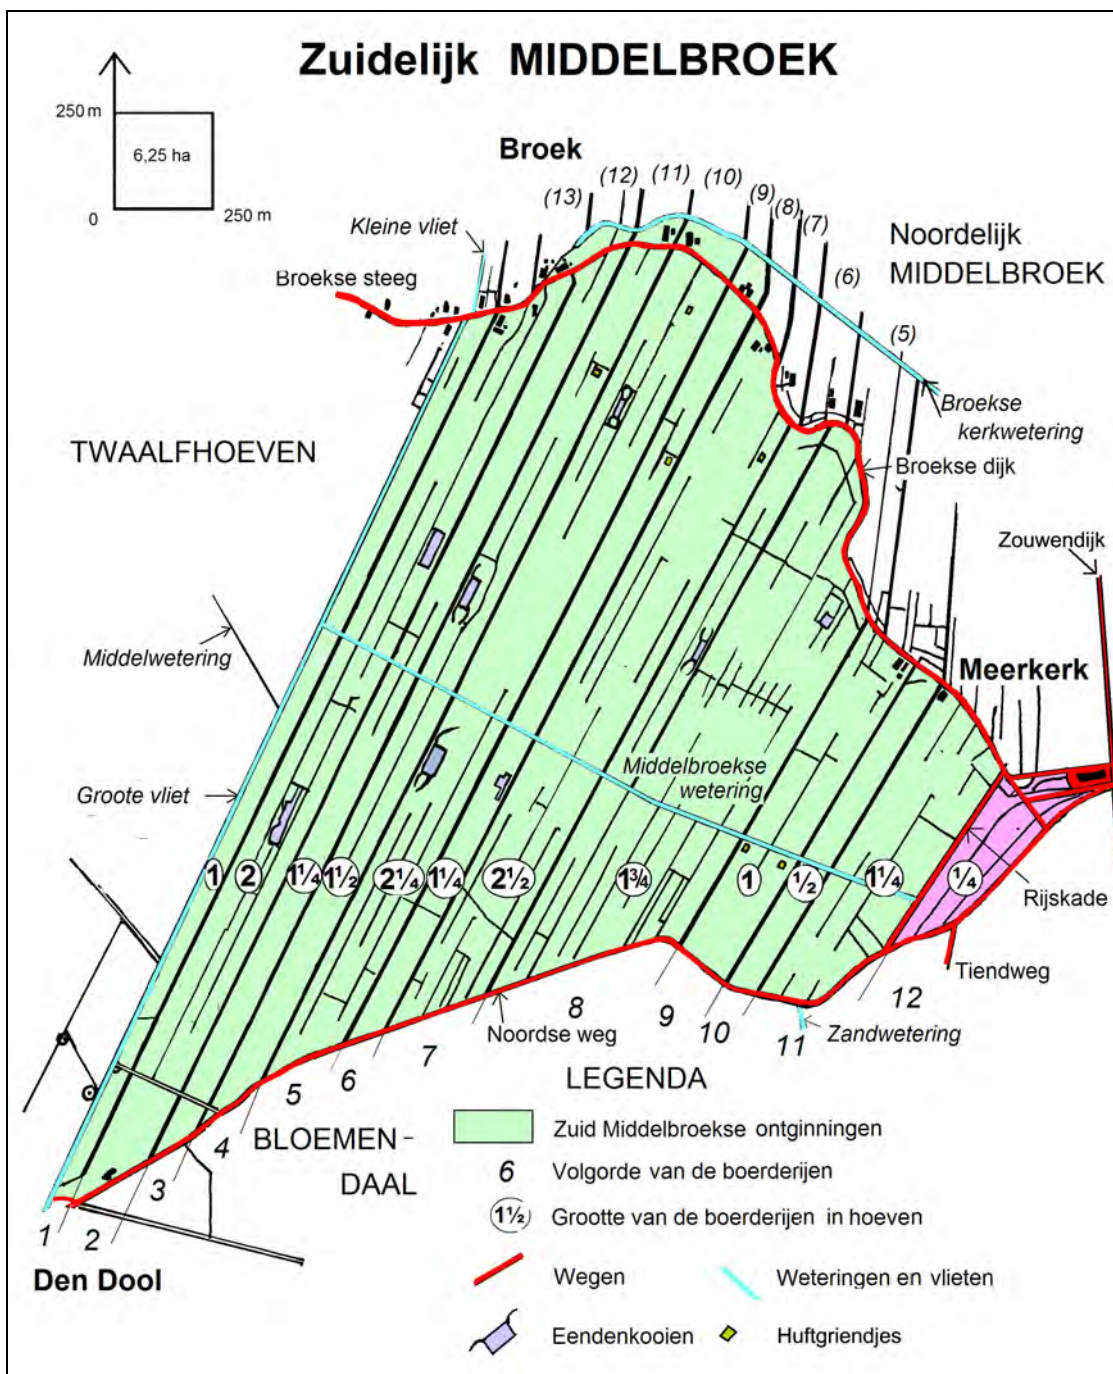 Zuidelijk MIDDELBROEK
250 m
6,25 ha
0
250 m
Broek
(13)
(12)
(11)
(10)
(9)
(8)
(7)
(6)
(5)
Kleine vliet
Broekse steeg
Noordelijk
MIDDELBROEK
Broekse
kerkwetering
TWAALFHOEVEN
Broekse dijk
Zouwendijk
Middelwetering
Meerkerk
Groote vliet
Middelbroekse
wetering
1
2
1¼
1½
2¼
1¼
2½
1¾
1
½
1¼
¼
Rijskade
Tiendweg
Noordse weg
Zandwetering
1
2
3
4
5
6
7
8
9
10
11
12
BLOEMEN-
DAAL
Den Dool
LEGENDA
Zuid Middelbroekse ontginningen
6 Volgorde van de boerderijen
1½ Grootte van de boerderijen in hoeven
Wegen
Weteringen en vlieten
Eendenkooien
Huftgriendjes